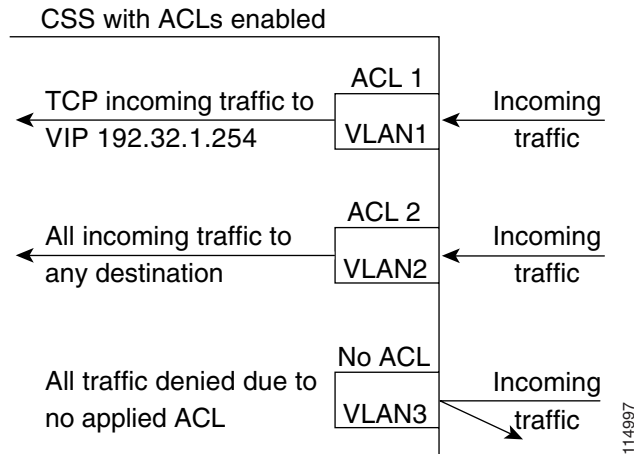 CSS with ACLs enabled
ACL 1
TCP incoming traffic to
VIP 192.32.1.254
VLAN1
Incoming
traffic
ACL 2
All incoming traffic to
any destination
VLAN2
Incoming
traffic
No ACL
All traffic denied due to
no applied ACL
VLAN3
Incoming
traffic
114997